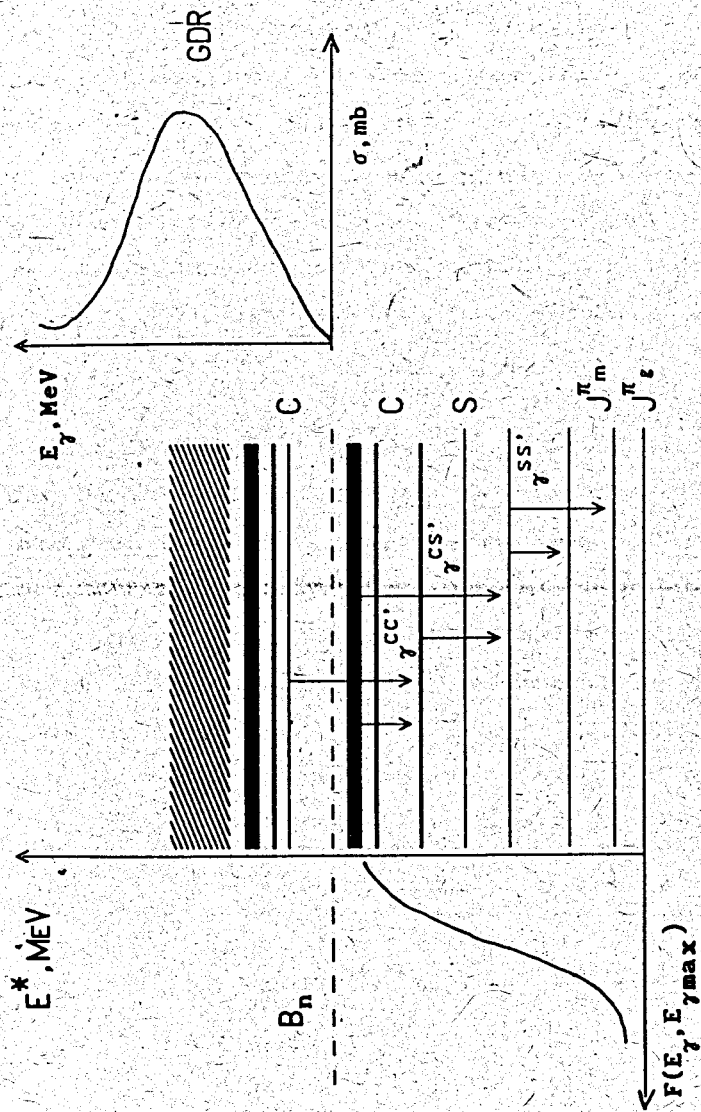 GDR
σ, mb
E_γ, MeV
C
C
S
J^π_m
J^π_g
γ^cc'
γ^cs'
γ^ss'
E*, MeV
B_n
F(E_γ, E_γmax)